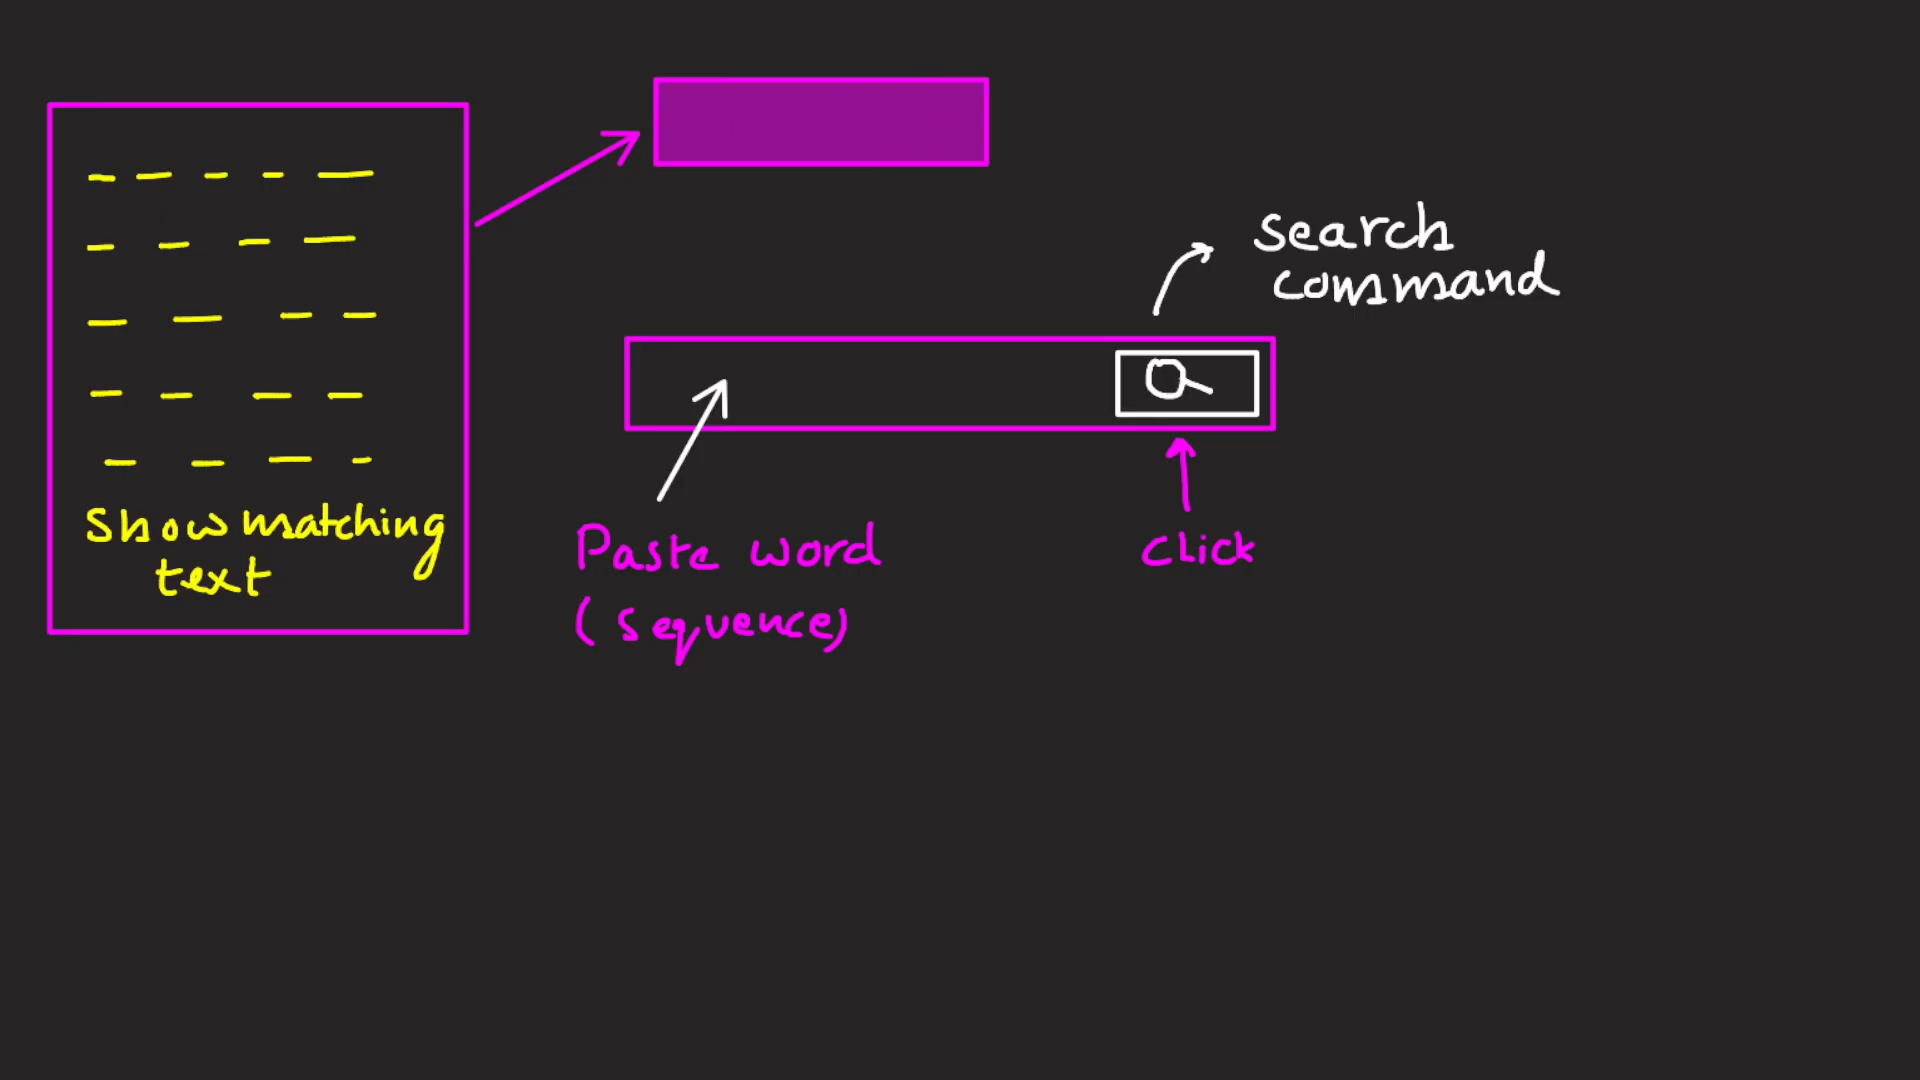 Search
command
Show matching
text
Paste word
(sequence)
click